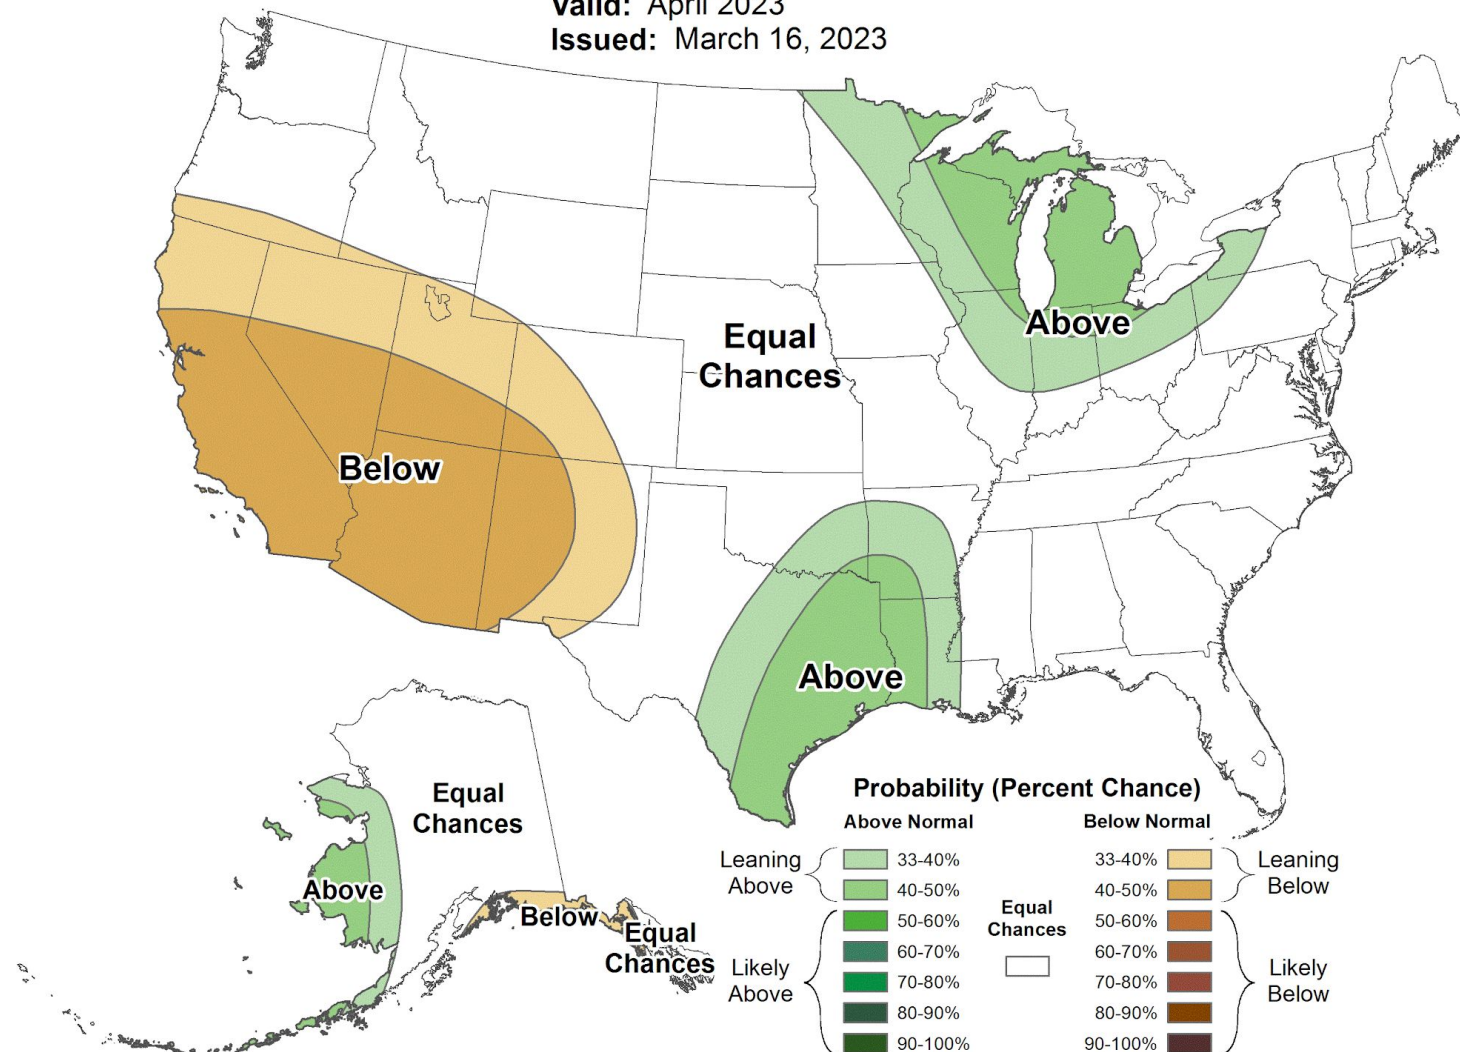 Valid: April 2023
Issued: March 16, 2023
Above
Equal
Chances
Below
Above
Equal
Chances
Above
Below
Equal
Chances
Probability (Percent Chance)
Above Normal
Below Normal
Leaning
Above
33-40%
40-50%
50-60%
60-70%
70-80%
80-90%
90-100%
Likely
Above
Equal
Chances
33-40%
40-50%
50-60%
60-70%
70-80%
80-90%
90-100%
Leaning
Below
Likely
Below